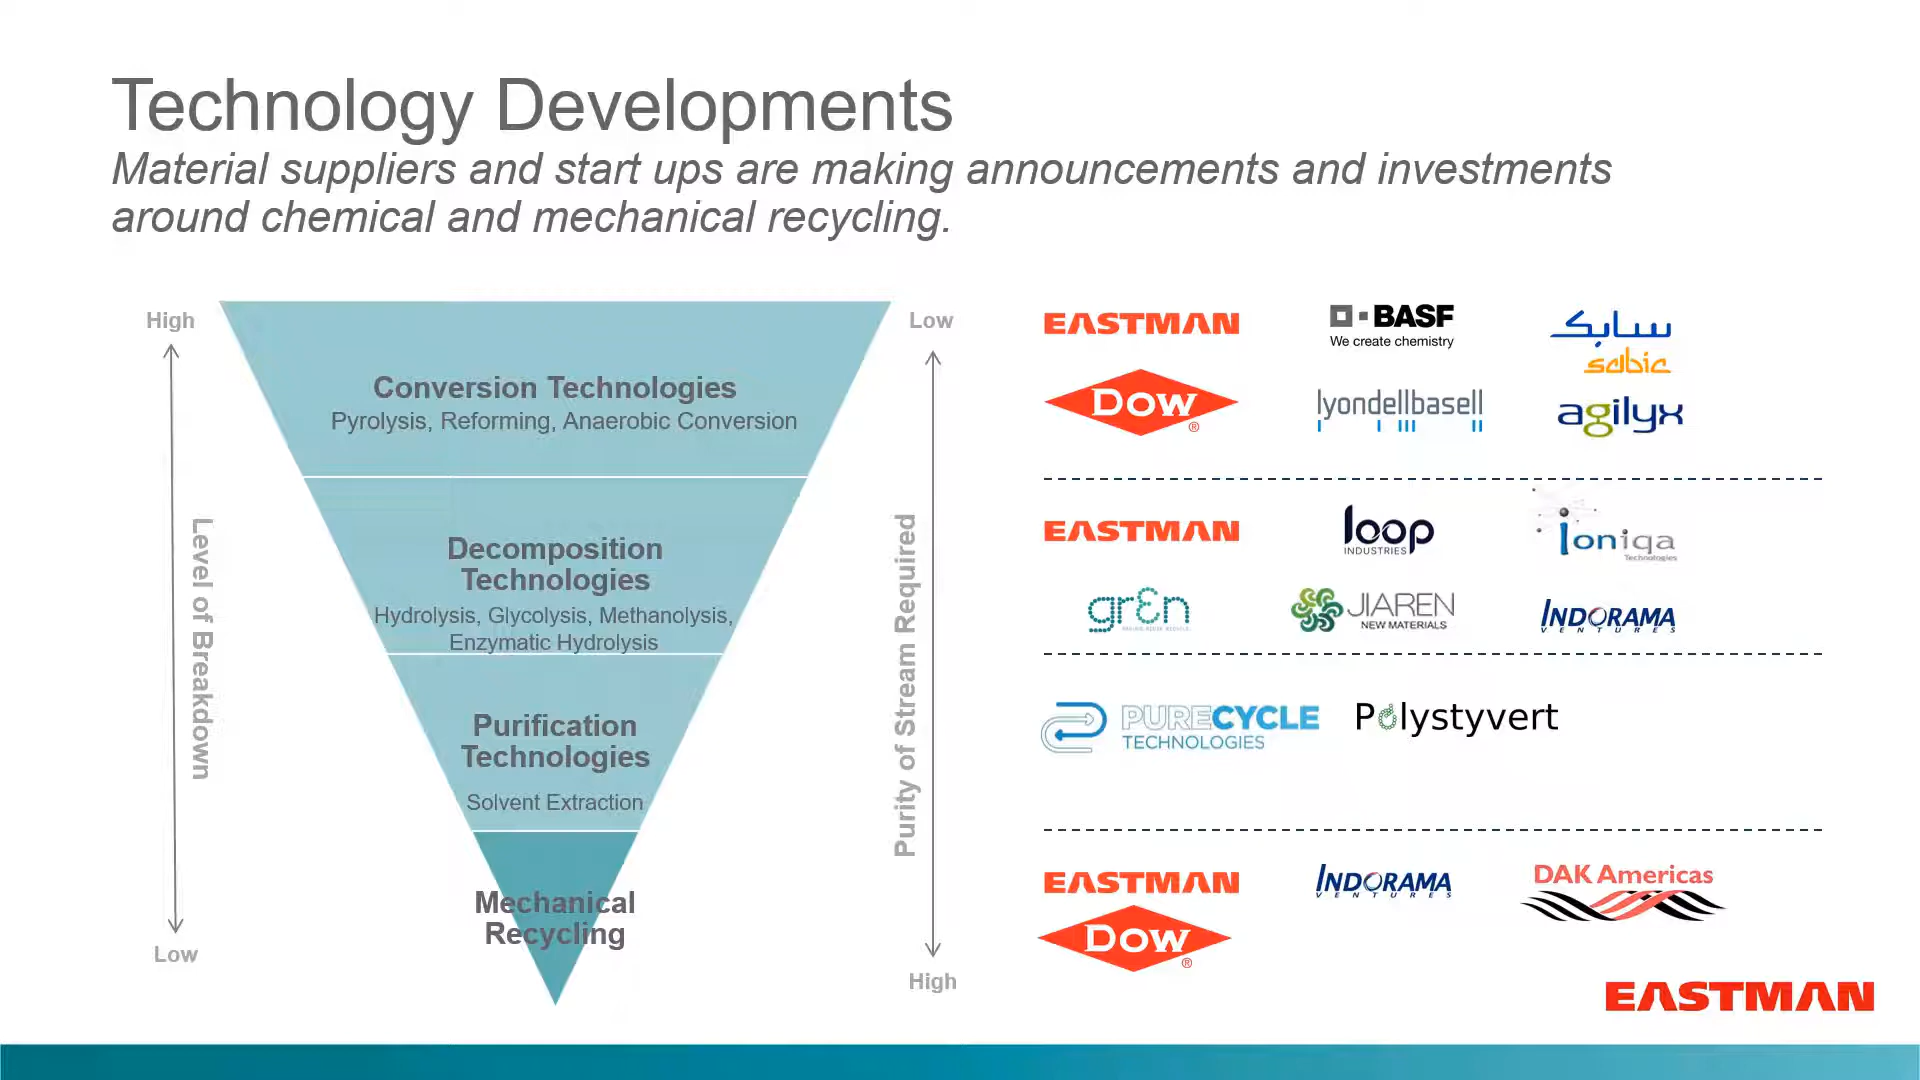 Technology Developments
Material suppliers and start ups are making announcements and investments
around chemical and mechanical recycling.
High
Level of Breakdown
Low
Conversion Technologies
Pyrolysis, Reforming, Anaerobic Conversion
Decomposition
Technologies
Hydrolysis, Glycolysis, Methanolysis,
Enzymatic Hydrolysis
Purification
Technologies
Solvent Extraction
Mechanical
Recycling
Low
Purity of Stream Required
High
EASTMAN
BASF
We create chemistry
سابك
sabic
DOW ®
lyondellbasell
agilyx
EASTMAN
loop
INDUSTRIES
ioniqa
Technologies
gr3n
JIAREN
NEW MATERIALS
INDORAMA
VENTURES
PURECYCLE
TECHNOLOGIES
Polystyvert
EASTMAN
INDORAMA
VENTURES
DAK Americas
DOW ®
EASTMAN